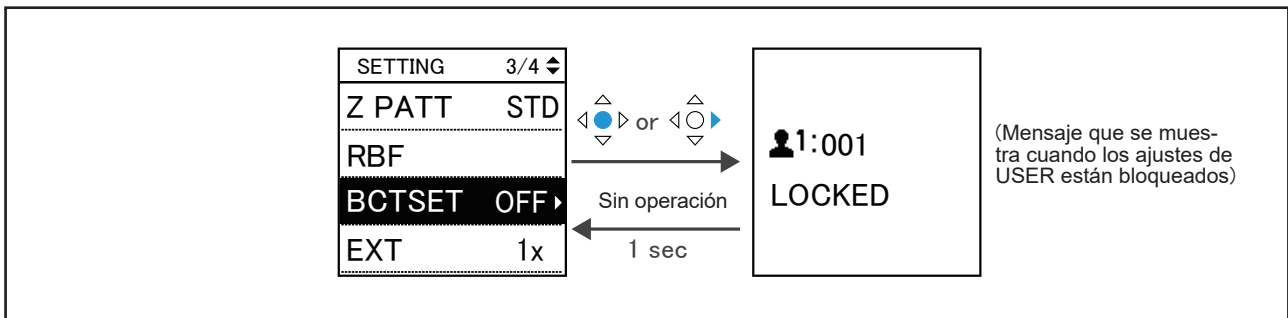 SETTING 3/4
Z PATT STD
RBF
BCTSET OFF
EXT 1x
or
Sin operación
1 sec
1:001
LOCKED
(Mensaje que se mues-
tra cuando los ajustes de
USER están bloqueados)